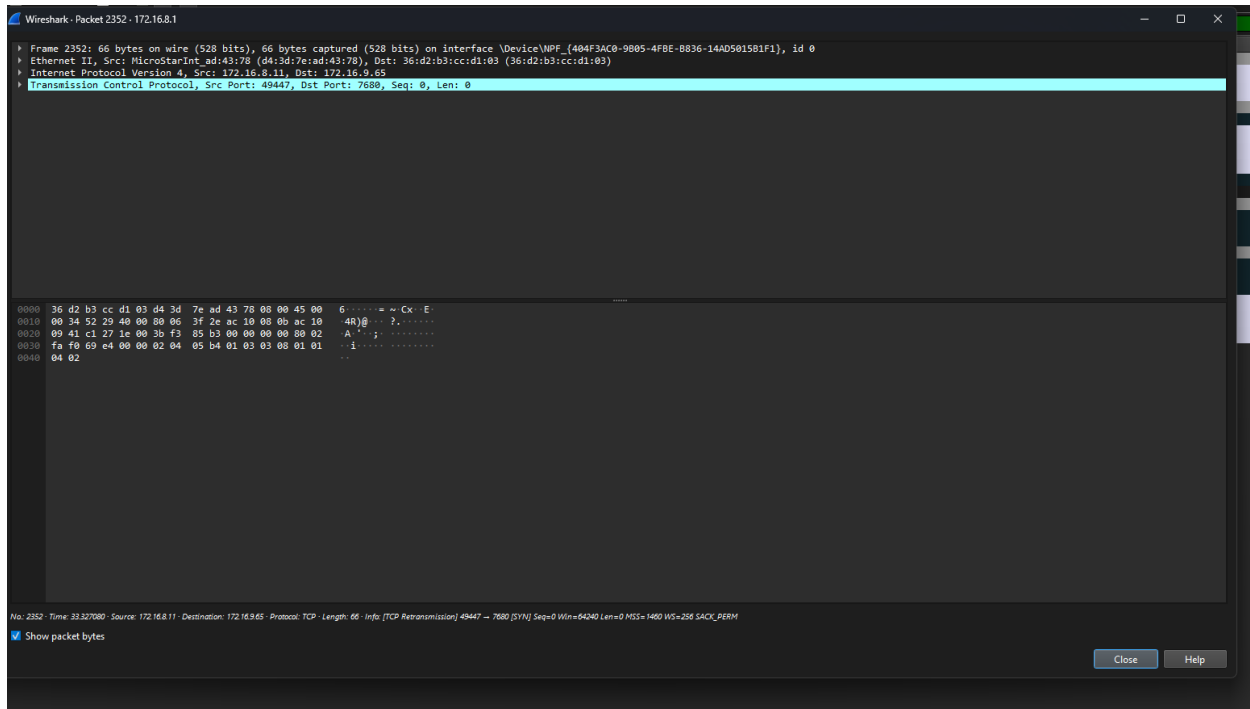 Wireshark · Packet 2352 · 172.16.8.1
Frame 2352: 66 bytes on wire (528 bits), 66 bytes captured (528 bits) on interface \Device\NPF_{404F3AC0-9B05-4FBE-B836-14AD5015B1F1}, id 0
Ethernet II, Src: MicroStarInt_ad:43:78 (d4:3d:7e:ad:43:78), Dst: 36:d2:b3:cc:d1:03 (36:d2:b3:cc:d1:03)
Internet Protocol Version 4, Src: 172.16.8.11, Dst: 172.16.9.65
Transmission Control Protocol, Src Port: 49447, Dst Port: 7680, Seq: 0, Len: 0
0000 36 d2 b3 cc d1 03 d4 3d 7e ad 43 78 08 00 45 00 6······= ~·Cx··E·
0010 00 34 52 29 40 00 80 06 3f 2e ac 10 08 0b ac 10 ·4R)@··· ?.······
0020 09 41 c1 27 1e 00 3b f3 85 b3 00 00 00 00 80 02 ·A·'··;· ········
0030 fa f0 69 e4 00 00 02 04 05 b4 01 03 03 08 01 01 ··i····· ········
0040 04 02 ··
No.: 2352 · Time: 33.327080 · Source: 172.16.8.11 · Destination: 172.16.9.65 · Protocol: TCP · Length: 66 · Info: [TCP Retransmission] 49447 → 7680 [SYN] Seq=0 Win=64240 Len=0 MSS=1460 WS=256 SACK_PERM
Show packet bytes
Close Help